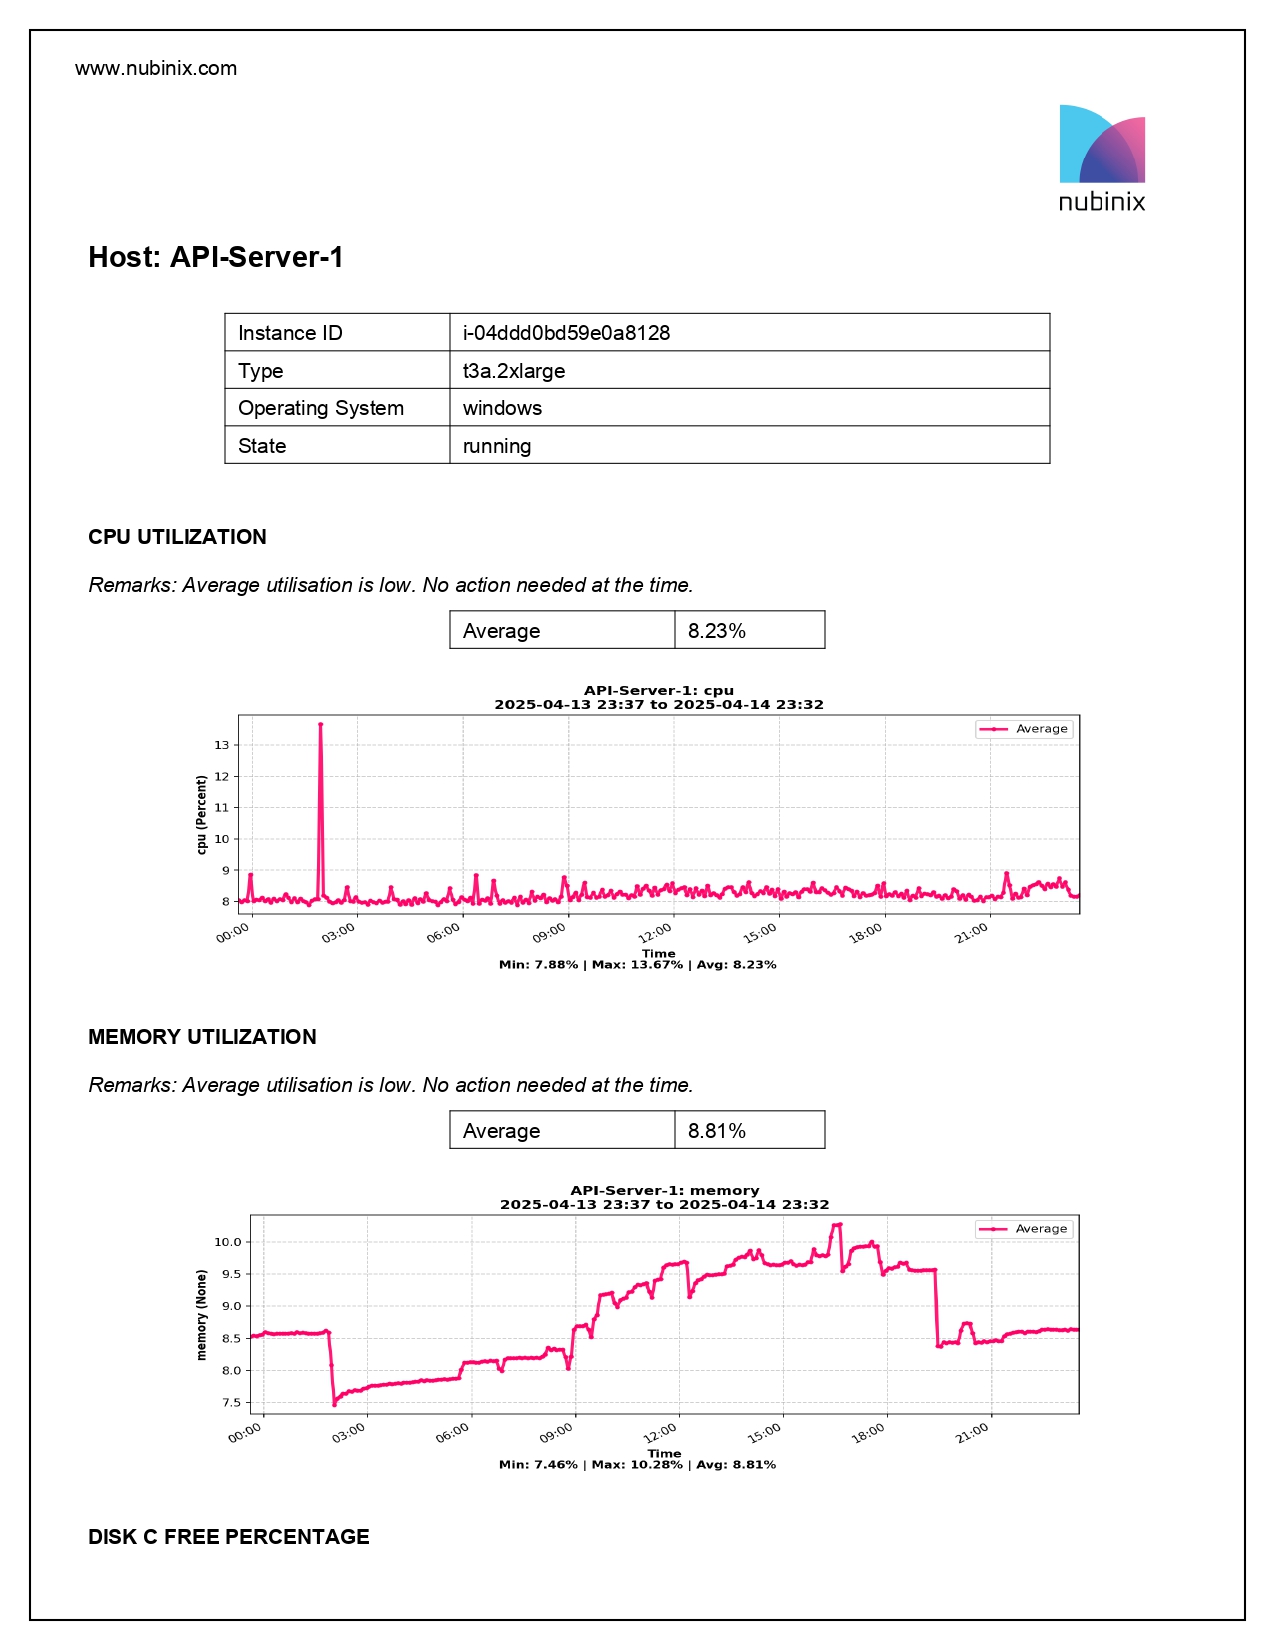 www.nubinix.com
nubinix
Host: API-Server-1
Instance ID i-04ddd0bd59e0a8128
Type t3a.2xlarge
Operating System windows
State running
CPU UTILIZATION
Remarks: Average utilisation is low. No action needed at the time.
Average 8.23%
API-Server-1: cpu
2025-04-13 23:37 to 2025-04-14 23:32
Average
cpu (Percent)
13
12
11
10
9
8
00:00 03:00 06:00 09:00 12:00 15:00 18:00 21:00
Time
Min: 7.88% | Max: 13.67% | Avg: 8.23%
MEMORY UTILIZATION
Remarks: Average utilisation is low. No action needed at the time.
Average 8.81%
API-Server-1: memory
2025-04-13 23:37 to 2025-04-14 23:32
Average
memory (None)
10.0
9.5
9.0
8.5
8.0
7.5
00:00 03:00 06:00 09:00 12:00 15:00 18:00 21:00
Time
Min: 7.46% | Max: 10.28% | Avg: 8.81%
DISK C FREE PERCENTAGE